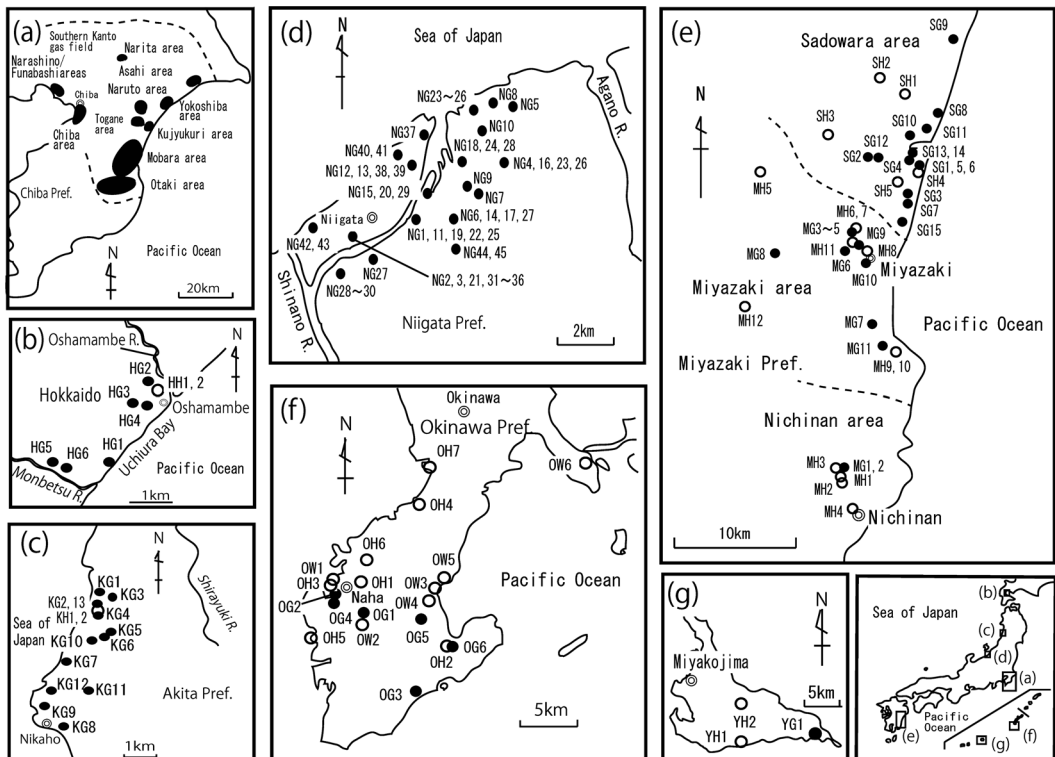 (a)
Southern Kanto
gas field
Narita area
Narashino/
Funabashiareas
Asahi area
Chiba
Naruto area
Yokoshiba
area
Togane
area
Chiba
area
Kujyukuri area
Mobara area
Otaki area
Chiba Pref.
N
Pacific Ocean
20km
(b)
Oshamambe R.
N
HG2
HH1, 2
Hokkaido
HG3
Oshamambe
HG4
HG5
HG6
HG1
Uchiura Bay
Pacific Ocean
Monbetsu R.
1km
(c)
N
KG1
KG3
KG2, 13
KH1, 2
KG4
Shirayuki R.
Sea of
Japan
KG5
KG10
KG6
KG7
KG12
KG11
Akita Pref.
KG9
KG8
Nikaho
1km
(d)
N
Sea of Japan
Agano R.
NG23~26
NG8
NG5
NG37
NG10
NG40, 41
NG18, 24, 28
NG12, 13, 38, 39
NG4, 16, 23, 26
NG9
NG15, 20, 29
NG7
Niigata
NG6, 14, 17, 27
NG1, 11, 19, 22, 25
NG42, 43
NG44, 45
NG27
NG2, 3, 21, 31~36
NG28~30
Shinano R.
Niigata Pref.
2km
(e)
SG9
Sadowara area
SH2
SH1
N
SG8
SH3
SG10
SG11
SG12
SG2
SG13, 14
SG4
SG1, 5, 6
MH5
SH4
SH5
SG3
MH6, 7
SG7
MG3~5
MG9
SG15
MG8
MH11
MH8
MG6
Miyazaki
MG10
Miyazaki area
MH12
MG7
Pacific Ocean
MG11
Miyazaki Pref.
MH9, 10
Nichinan area
MH3
MG1, 2
MH1
MH2
MH4
Nichinan
10km
(f)
Okinawa
Okinawa Pref.
N
OH7
OW6
OH4
OH6
OW1
OW5
OH3
OH1
OW3
Naha
OG2
OW4
OG4
OG1
OG5
OH5
OW2
OH2
OG6
OG3
Pacific Ocean
5km
(g)
N
Miyakojima
5km
YH2
YG1
YH1
Sea of Japan
(b)
(c)
(d)
(a)
Pacific
Ocean
(e)
(f)
(g)